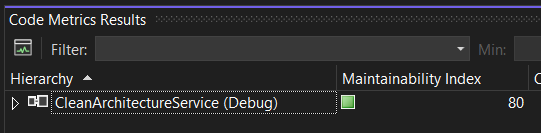 Code Metrics Results
Filter: Min:
Hierarchy Maintainability Index
CleanArchitectureService (Debug) 80